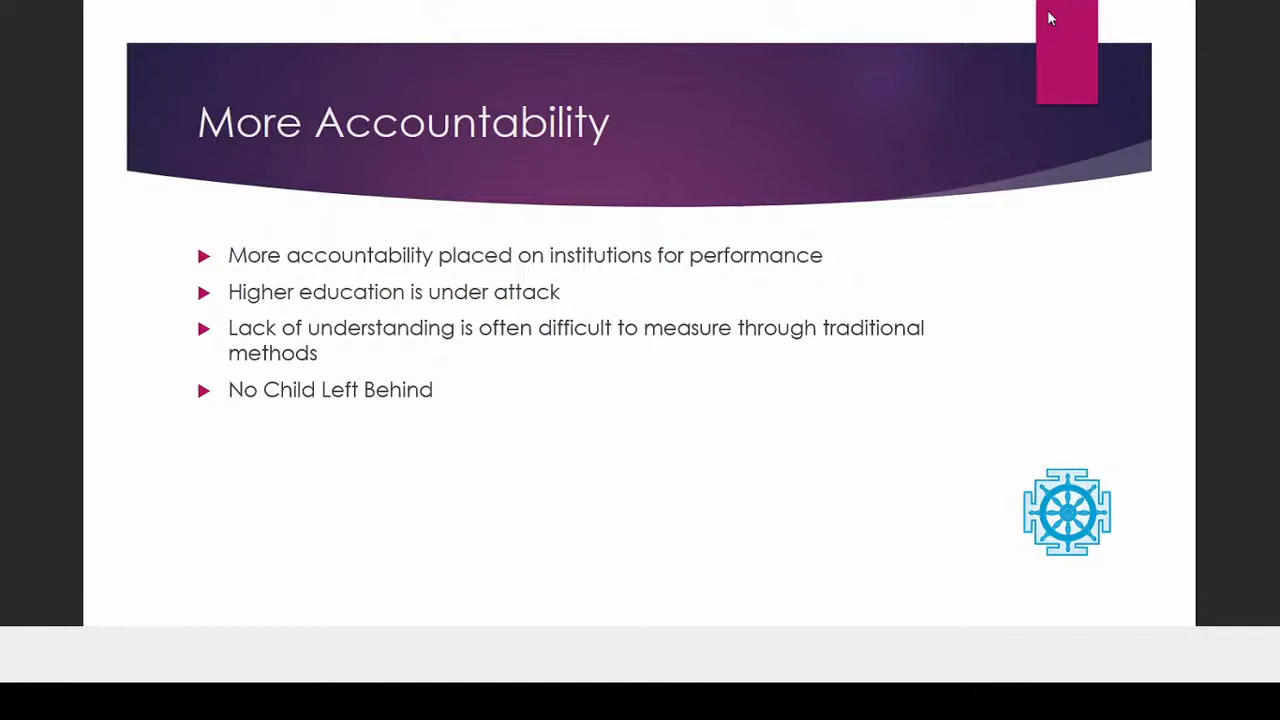 More Accountability
More accountability placed on institutions for performance
Higher education is under attack
Lack of understanding is often difficult to measure through traditional
methods
No Child Left Behind